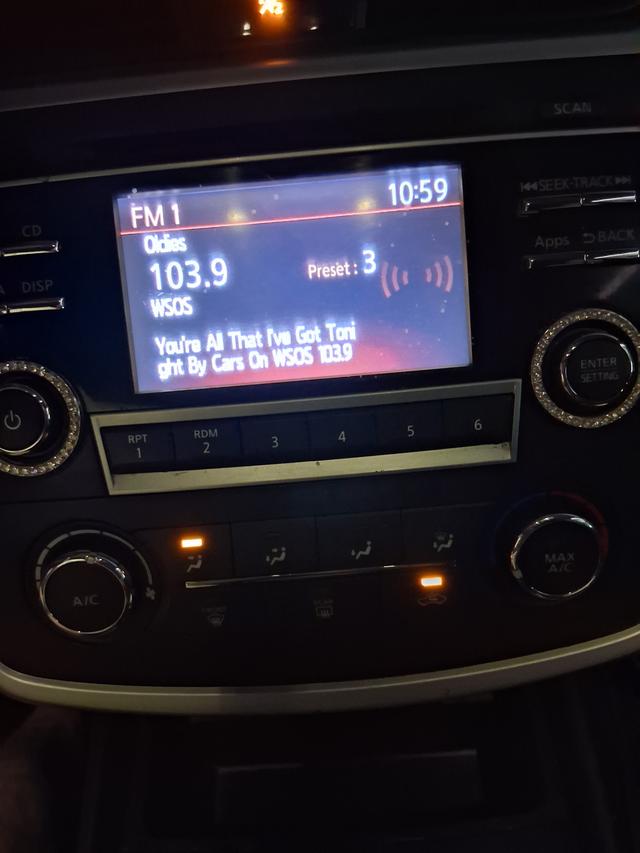 SCAN
FM 1
10:59
Oldies
103.9
Preset : 3
WSOS
You're All That I've Got Toni
ght By Cars On WSOS 103.9
CD
DISP
SEEK·TRACK
Apps BACK
ENTER
SETTING
RPT
1
RDM
2
3
4
5
6
A/C
MAX
A/C